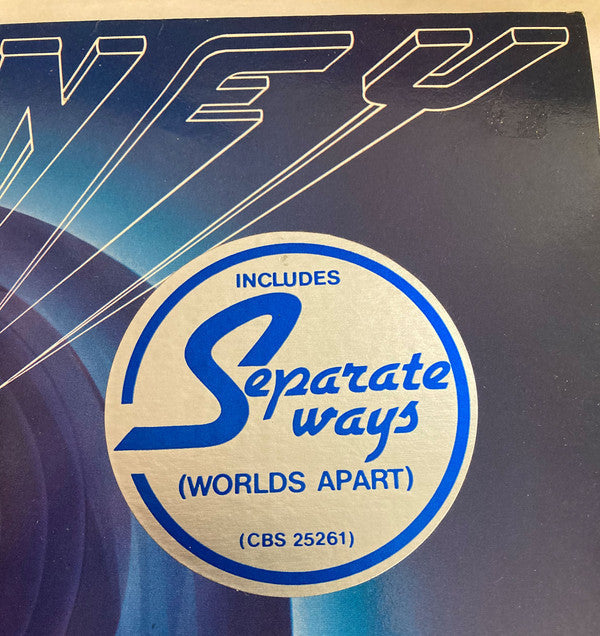 NEY
INCLUDES
Separate
ways
(WORLDS APART)
(CBS 25261)